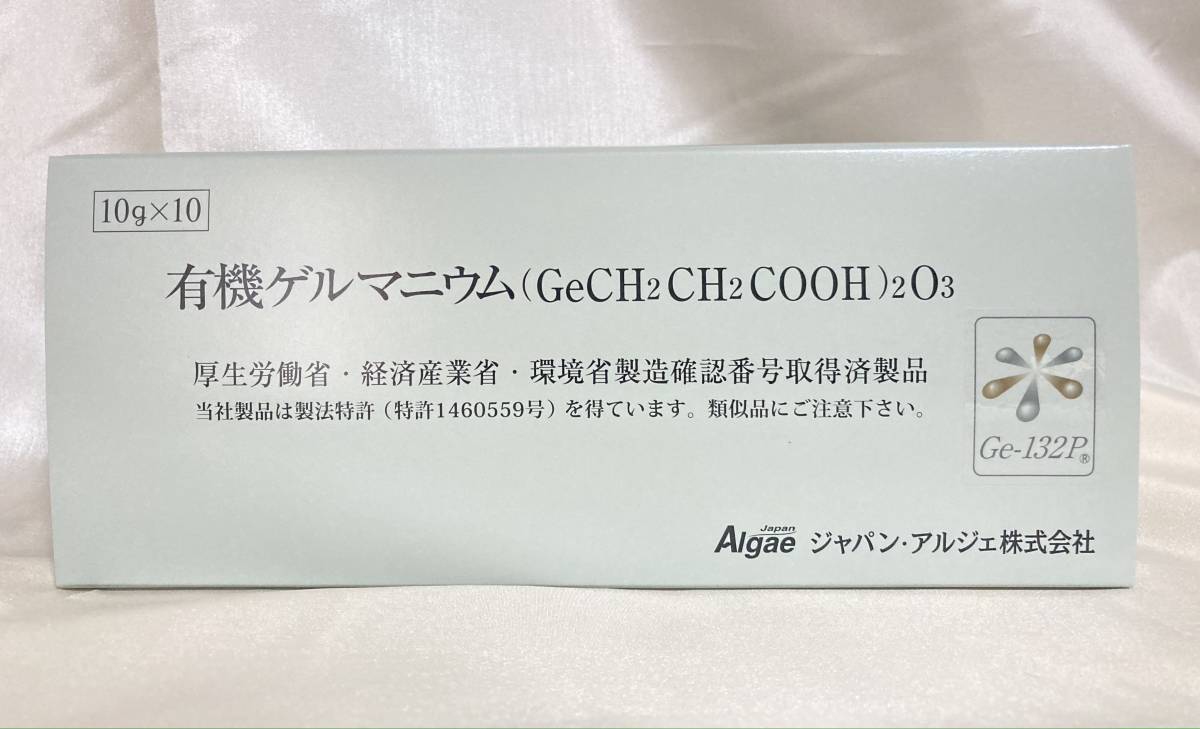 10g×10
有機ゲルマニウム(GeCH2CH2COOH)2O3
厚生労働省・経済産業省・環境省製造確認番号取得済製品
当社製品は製法特許(特許1460559号)を得ています。類似品にご注意下さい。
Ge-132P®
Japan
Algae ジャパン・アルジェ株式会社